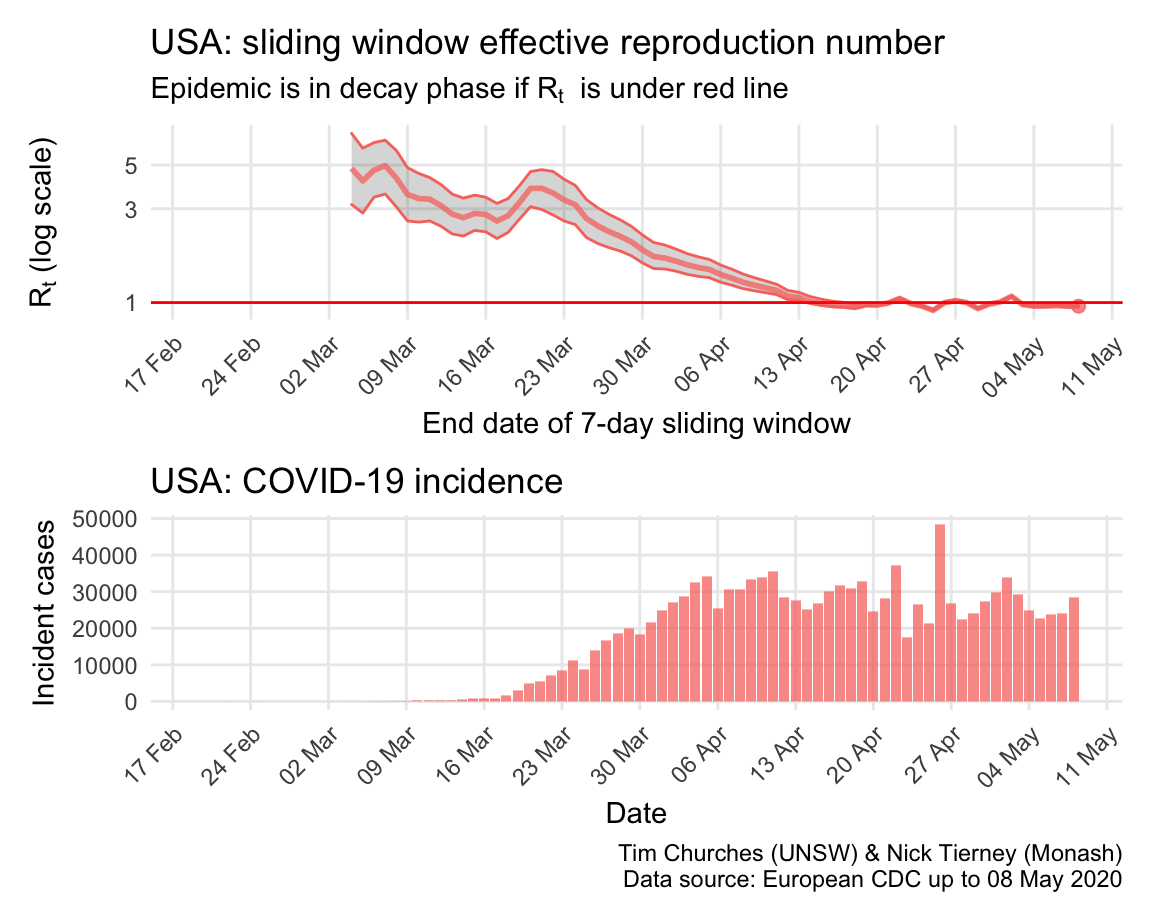 USA: sliding window effective reproduction number
Epidemic is in decay phase if Rt is under red line
Rt (log scale)
5
3
1
17 Feb
24 Feb
02 Mar
09 Mar
16 Mar
23 Mar
30 Mar
06 Apr
13 Apr
20 Apr
27 Apr
04 May
11 May
End date of 7-day sliding window
USA: COVID-19 incidence
Incident cases
50000
40000
30000
20000
10000
0
17 Feb
24 Feb
02 Mar
09 Mar
16 Mar
23 Mar
30 Mar
06 Apr
13 Apr
20 Apr
27 Apr
04 May
11 May
Date
Tim Churches (UNSW) & Nick Tierney (Monash)
Data source: European CDC up to 08 May 2020